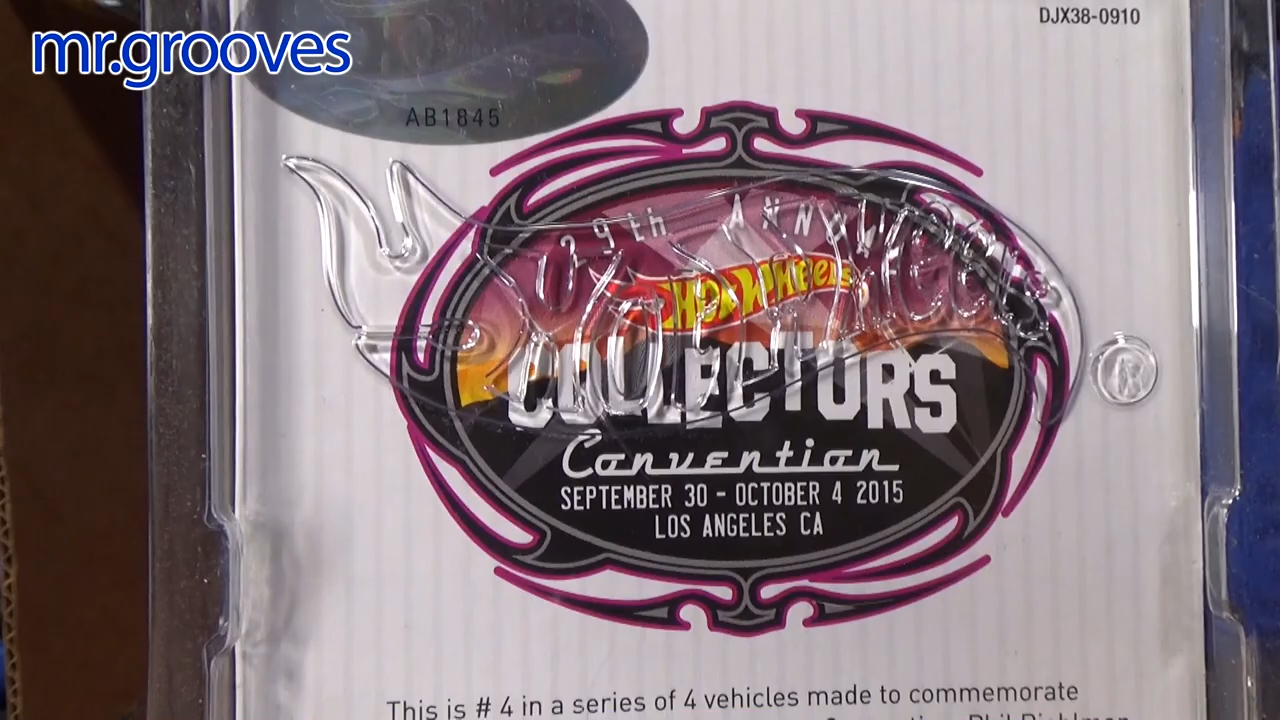 mr.grooves
DJX38-0910
AB1845
29th
HOT WHEELS
COLLECTORS
Convention
SEPTEMBER 30 - OCTOBER 4 2015
LOS ANGELES CA
This is # 4 in a series of 4 vehicles made to commemorate